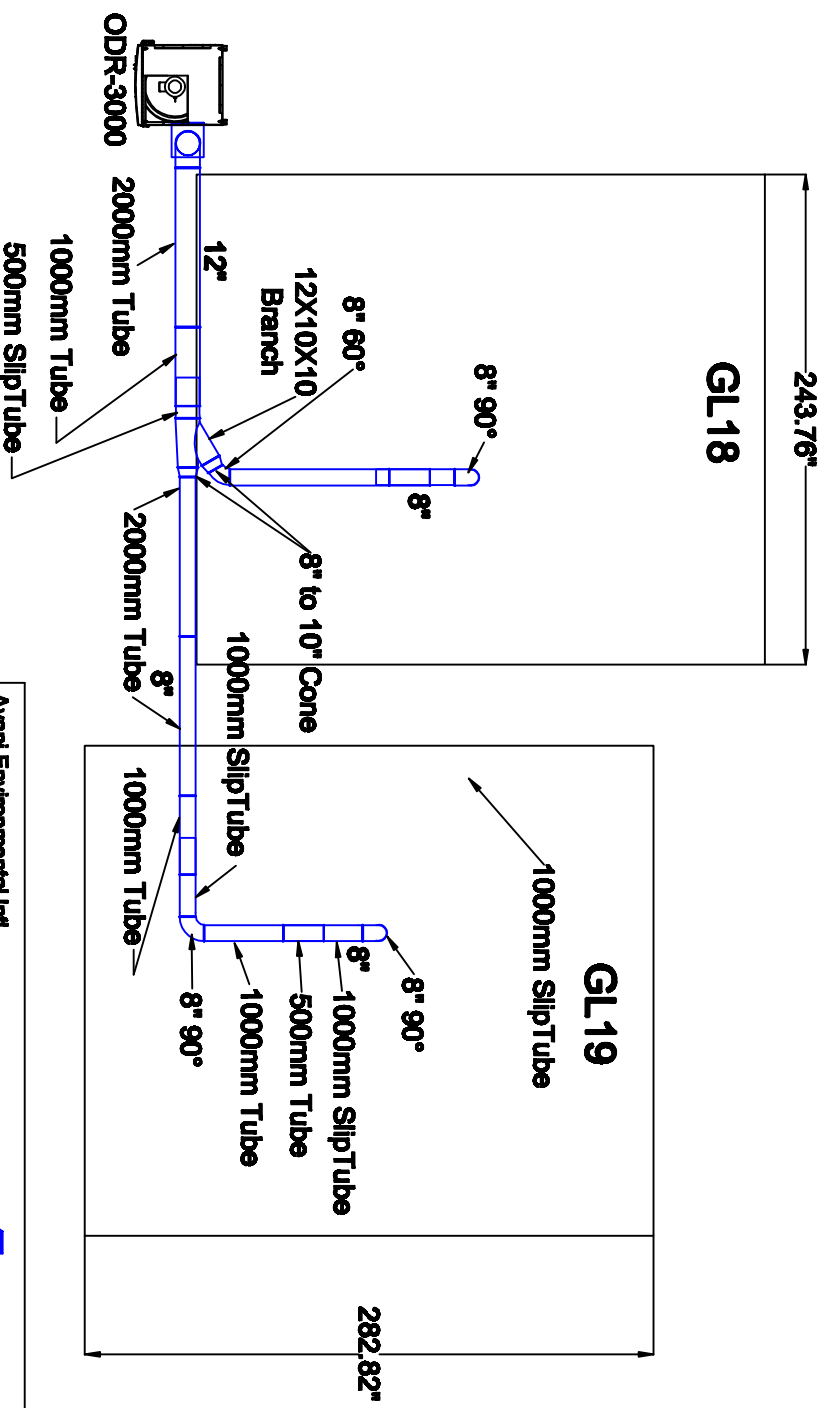 243.76"
GL18
8" 90°
8"
8" 60°
12X10X10
Branch
12"
ODR-3000
2000mm Tube
1000mm Tube
500mm SlipTube
8" to 10" Cone
2000mm Tube
8"
1000mm SlipTube
1000mm Tube
8" 90°
1000mm Tube
500mm Tube
1000mm SlipTube
8"
8" 90°
1000mm SlipTube
GL19
282.82"